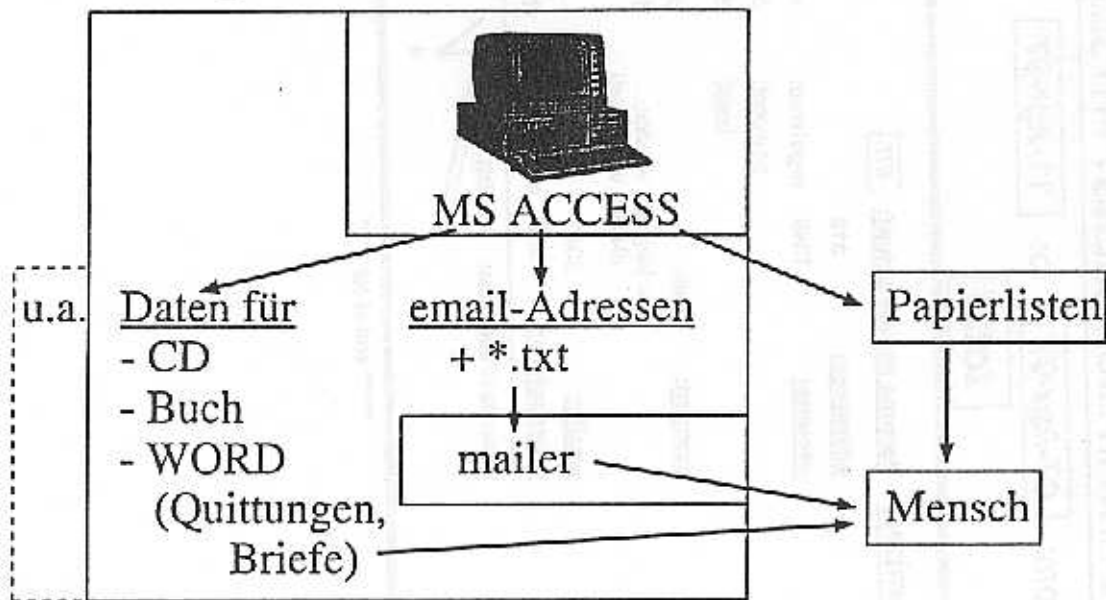 MS ACCESS
u.a.
Daten für
- CD
- Buch
- WORD
(Quittungen,
Briefe)
email-Adressen
+ *.txt
mailer
Papierlisten
Mensch